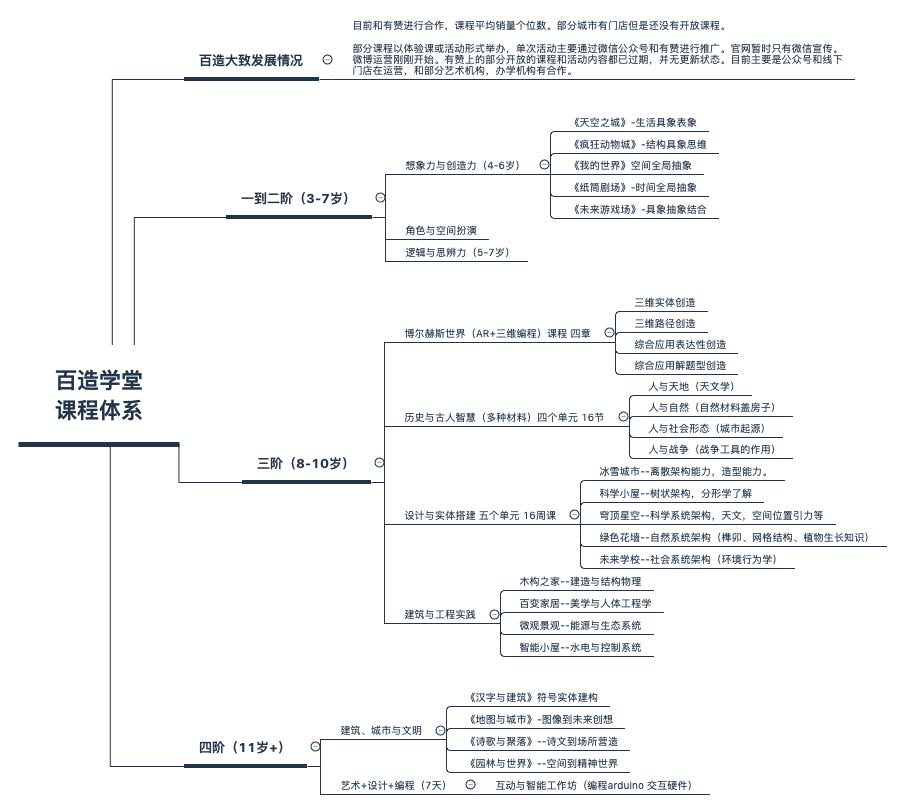 目前和有赞进行合作，课程平均销量个位数。部分城市有门店但是还没有开放课程。
百造大致发展情况
部分课程以体验课或活动形式举办，单次活动主要通过微信公众号和有赞进行推广。官网暂时只有微信宣传。
微博运营刚刚开始。有赞上的部分开放的课程和活动内容都已过期，并无更新状态。目前主要是公众号和线下
门店在运营，和部分艺术机构，办学机构有合作。
一到二阶（3-7岁）
想象力与创造力（4-6岁）
《天空之城》-生活具象表象
《疯狂动物城》-结构具象思维
《我的世界》空间全局抽象
《纸筒剧场》-时间全局抽象
《未来游戏场》-具象抽象结合
角色与空间扮演
逻辑与思辨力（5-7岁）
百造学堂
课程体系
三阶（8-10岁）
博尔赫斯世界（AR+三维编程）课程 四章
三维实体创造
三维路径创造
综合应用表达性创造
综合应用解题型创造
历史与古人智慧（多种材料）四个单元 16节
人与天地（天文学）
人与自然（自然材料盖房子）
人与社会形态（城市起源）
人与战争（战争工具的作用）
设计与实体搭建 五个单元 16周课
冰雪城市--离散架构能力，造型能力。
科学小屋--树状架构，分形学了解
穹顶星空--科学系统架构，天文，空间位置引力等
绿色花墙--自然系统架构（榫卯、网格结构、植物生长知识）
未来学校--社会系统架构（环境行为学）
建筑与工程实践
木构之家--建造与结构物理
百变家居--美学与人体工程学
微观景观--能源与生态系统
智能小屋--水电与控制系统
四阶（11岁+）
建筑、城市与文明
《汉字与建筑》符号实体建构
《地图与城市》-图像到未来创想
《诗歌与聚落》--诗文到场所营造
《园林与世界》--空间到精神世界
艺术+设计+编程（7天）
互动与智能工作坊（编程arduino 交互硬件）